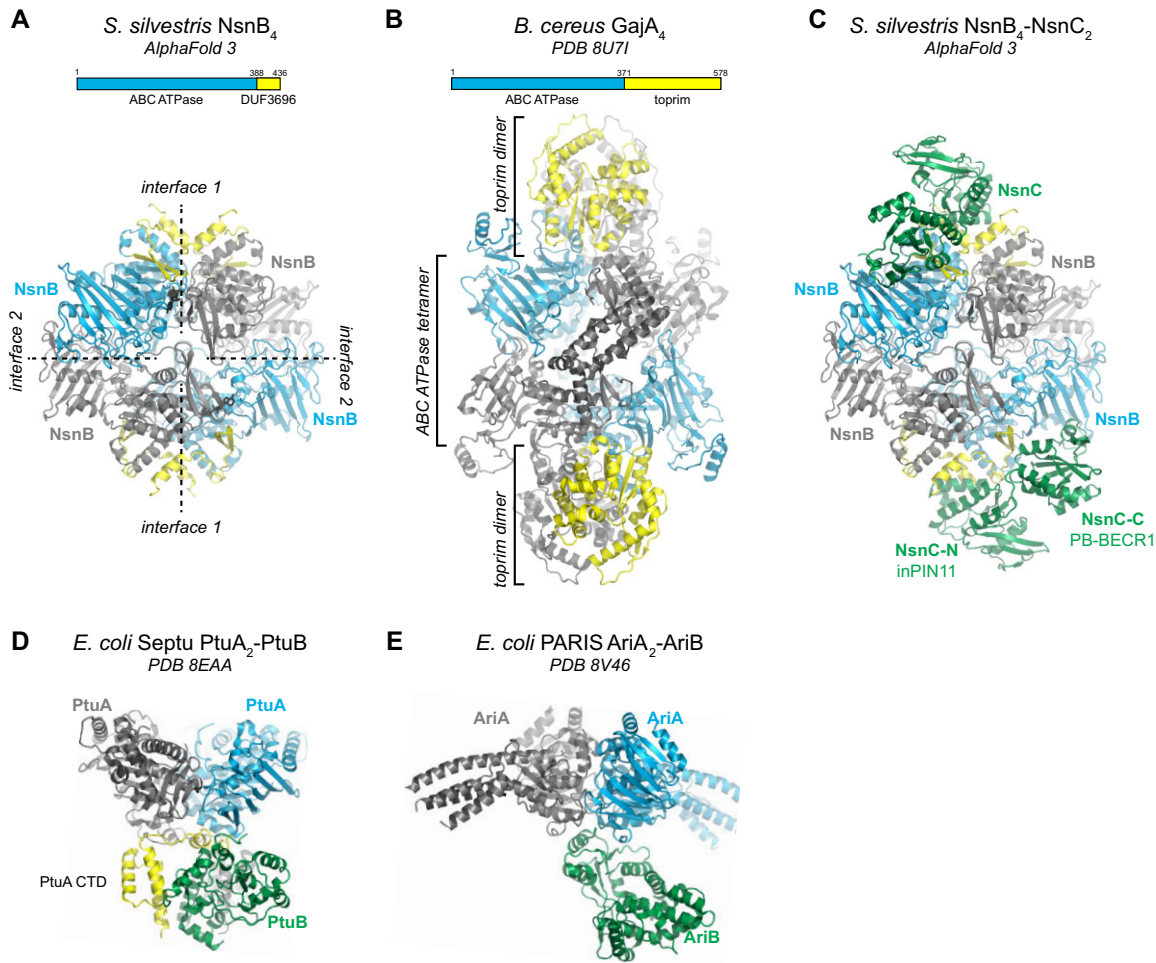 A
S. silvestris NsnB4
AlphaFold 3
1
388
436
ABC ATPase
DUF3696
interface 1
NsnB
NsnB
interface 2
interface 2
NsnB
NsnB
interface 1
B
B. cereus GajA4
PDB 8U7I
1
371
578
ABC ATPase
toprim
toprim dimer
ABC ATPase tetramer
toprim dimer
C
S. silvestris NsnB4-NsnC2
AlphaFold 3
NsnC
NsnB
NsnB
NsnB
NsnB
NsnC-C
PB-BECR1
NsnC-N
inPIN11
D
E. coli Septu PtuA2-PtuB
PDB 8EAA
PtuA
PtuA
PtuA CTD
PtuB
E
E. coli PARIS AriA2-AriB
PDB 8V46
AriA
AriA
AriB